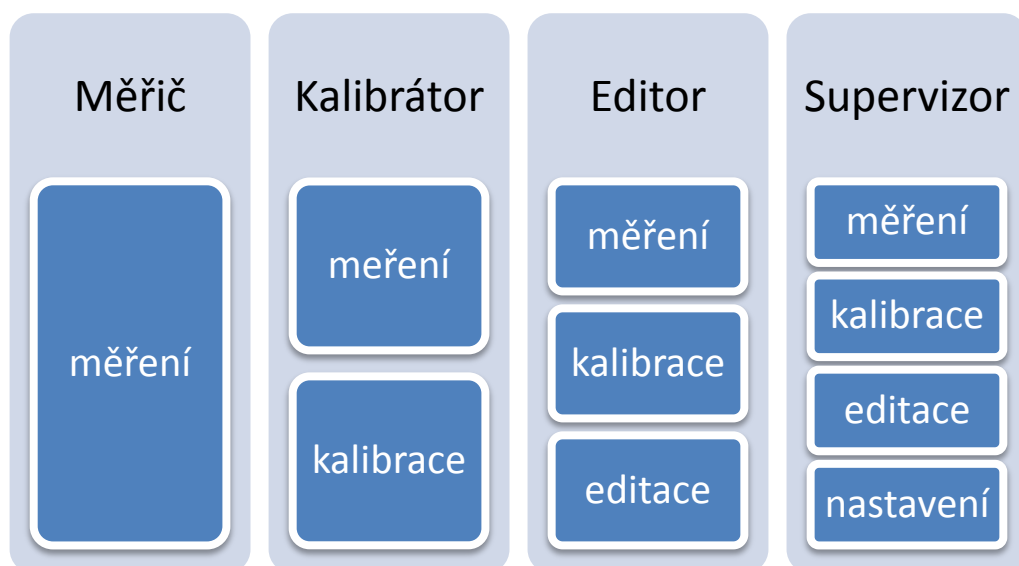 Měřič
měření
Kalibrátor
meření
kalibrace
Editor
měření
kalibrace
editace
Supervizor
měření
kalibrace
editace
nastavení